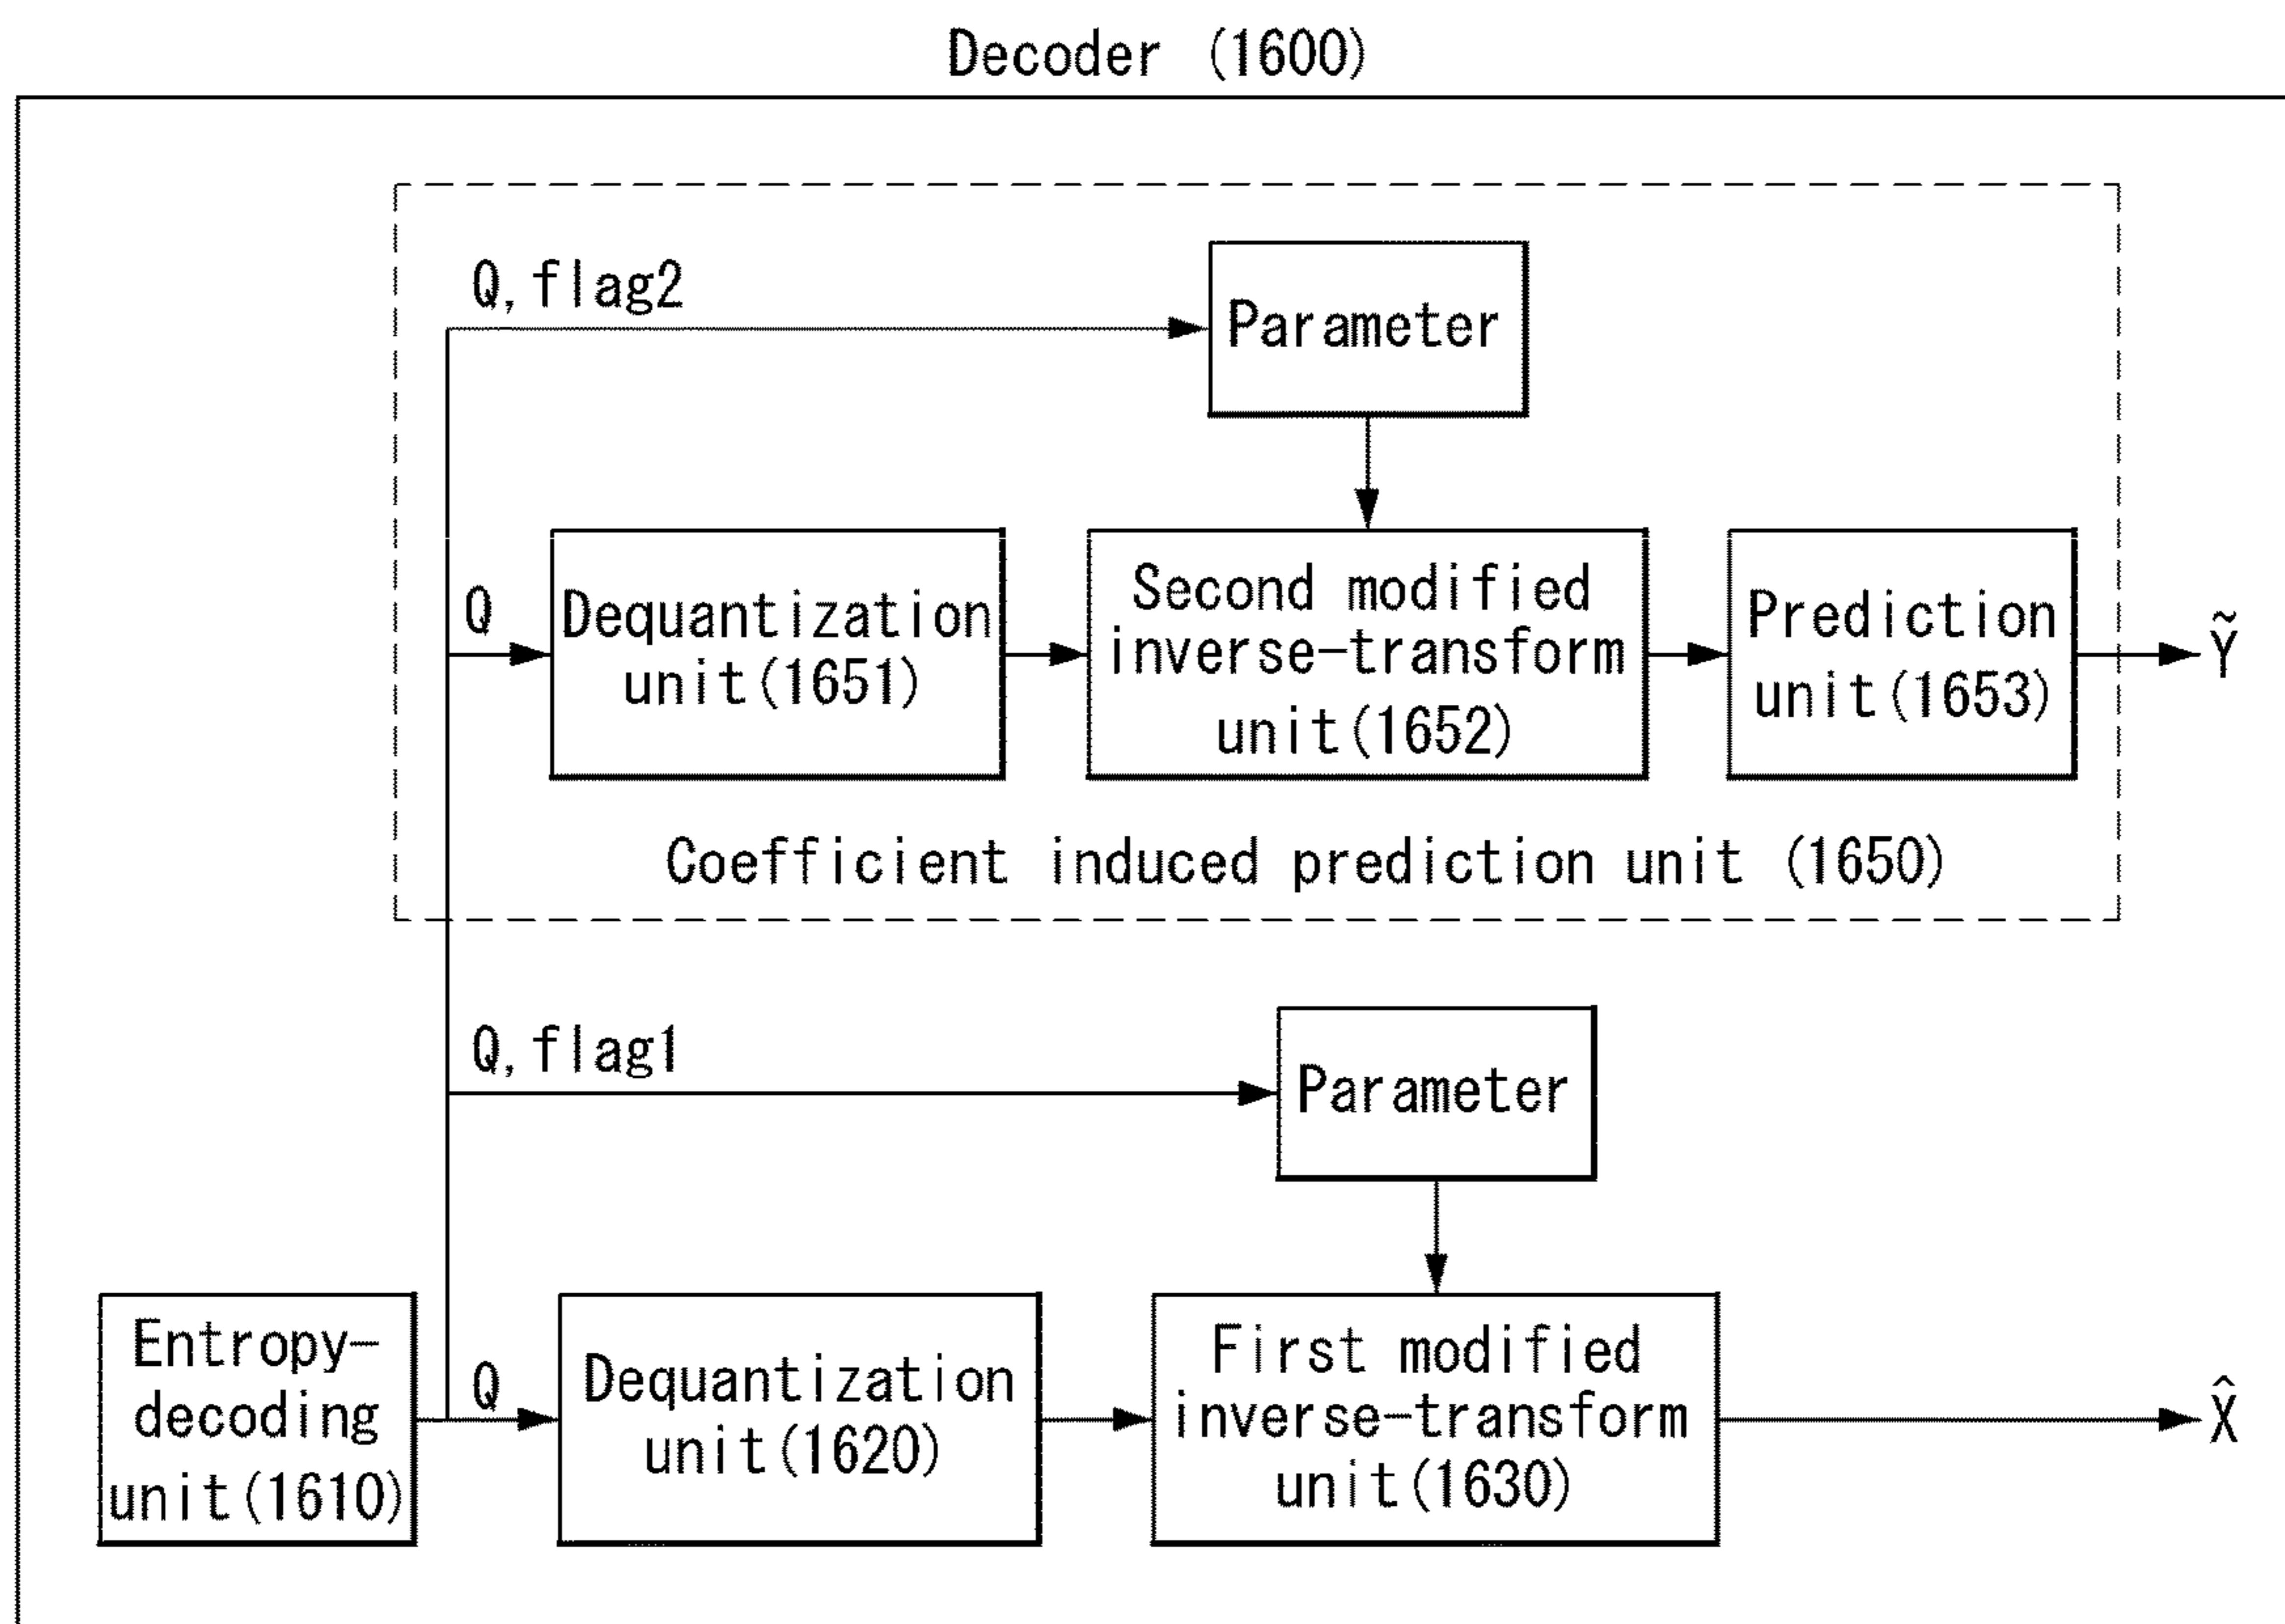 Decoder (1600)
Q, flag2
Parameter
Q
Dequantization
unit(1651)
Second modified
inverse-transform
unit(1652)
Prediction
unit(1653)
Ỹ
Coefficient induced prediction unit (1650)
Q, flag1
Parameter
Entropy-
decoding
unit(1610)
Q
Dequantization
unit(1620)
First modified
inverse-transform
unit(1630)
X̂